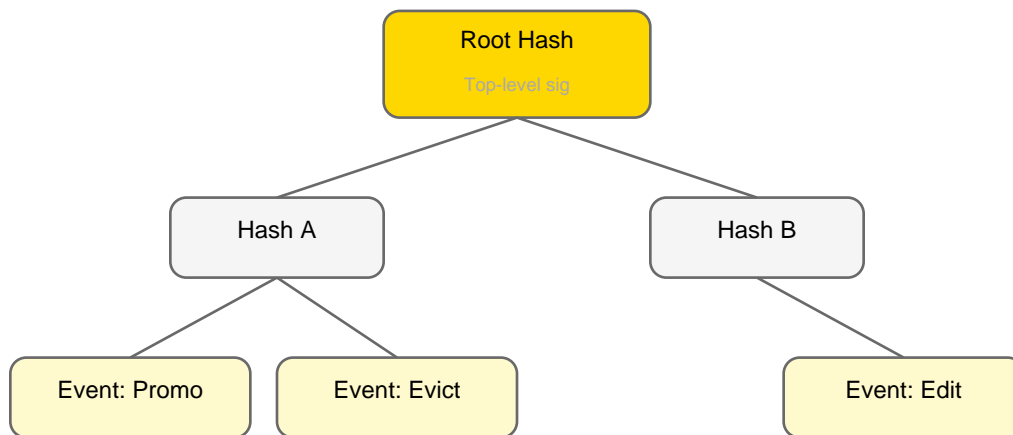 Root Hash
Top-level sig
Hash A
Hash B
Event: Promo
Event: Evict
Event: Edit